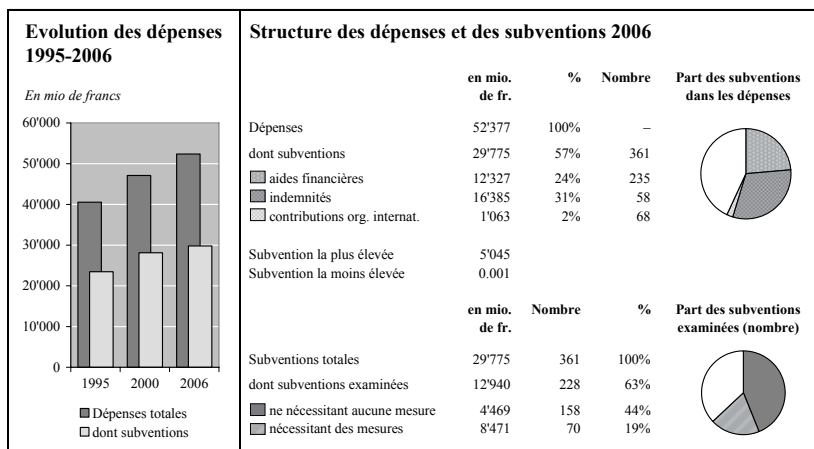 Evolution des dépenses
1995-2006
En mio de francs
60'000
50'000
40'000
30'000
20'000
10'000
0
1995 2000 2006
Dépenses totales
dont subventions
Structure des dépenses et des subventions 2006
en mio. % Nombre Part des subventions
de fr. dans les dépenses
Dépenses 52'377 100% –
dont subventions 29'775 57% 361
aides financières 12'327 24% 235
indemnités 16'385 31% 58
contributions org. internat. 1'063 2% 68
Subvention la plus élevée 5'045
Subvention la moins élevée 0.001
en mio. Nombre % Part des subventions
de fr. examinées (nombre)
Subventions totales 29'775 361 100%
dont subventions examinées 12'940 228 63%
ne nécessitant aucune mesure 4'469 158 44%
nécessitant des mesures 8'471 70 19%